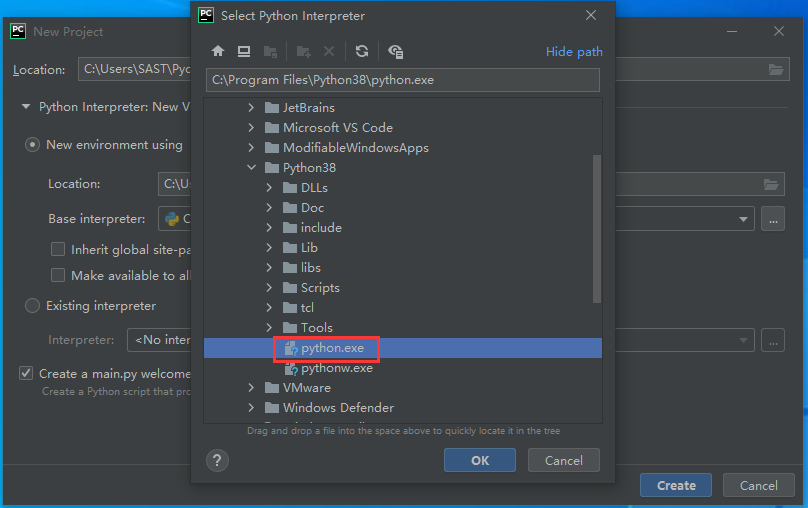 PC New Project
Location: C:\Users\SAST\Pyc
Python Interpreter: New V
New environment using
Location: C:\U
Base interpreter: C
Inherit global site-pa
Make available to all
Existing interpreter
Interpreter: <No inter
Create a main.py welcome
Create a Python script that pro
Create
Cancel
PC Select Python Interpreter
Hide path
C:\Program Files\Python38\python.exe
JetBrains
Microsoft VS Code
ModifiableWindowsApps
Python38
DLLs
Doc
include
Lib
libs
Scripts
tcl
Tools
python.exe
pythonw.exe
VMware
Windows Defender
Drag and drop a file into the space above to quickly locate it in the tree
?
OK
Cancel